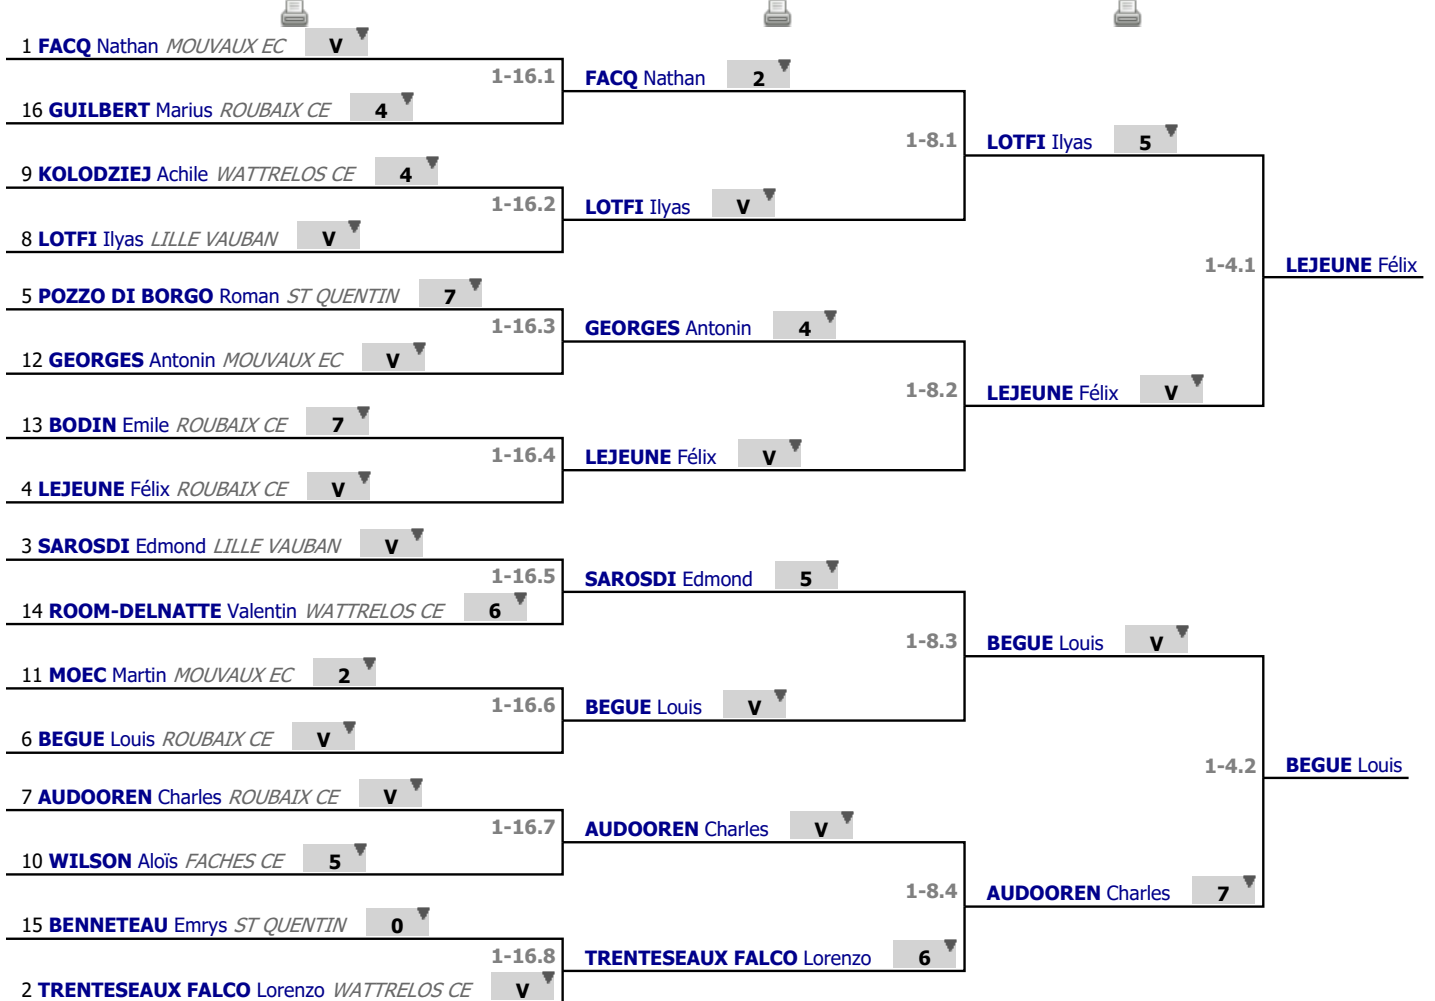 1 FACQ Nathan MOUVAUX EC V
1-16.1
16 GUILBERT Marius ROUBAIX CE 4
9 KOLODZIEJ Achile WATTRELOS CE 4
1-16.2
8 LOTFI Ilyas LILLE VAUBAN V
5 POZZO DI BORGO Roman ST QUENTIN 7
1-16.3
12 GEORGES Antonin MOUVAUX EC V
13 BODIN Emile ROUBAIX CE 7
1-16.4
4 LEJEUNE Félix ROUBAIX CE V
3 SAROSDI Edmond LILLE VAUBAN V
1-16.5
14 ROOM-DELNATTE Valentin WATTRELOS CE 6
11 MOEC Martin MOUVAUX EC 2
1-16.6
6 BEGUE Louis ROUBAIX CE V
7 AUDOOREN Charles ROUBAIX CE V
1-16.7
10 WILSON Aloïs FACHES CE 5
15 BENNETEAU Emrys ST QUENTIN 0
1-16.8
2 TRENTESEAUX FALCO Lorenzo WATTRELOS CE V
FACQ Nathan 2
1-8.1
LOTFI Ilyas V
GEORGES Antonin 4
1-8.2
LEJEUNE Félix V
SAROSDI Edmond 5
1-8.3
BEGUE Louis V
AUDOOREN Charles V
1-8.4
TRENTESEAUX FALCO Lorenzo 6
LOTFI Ilyas 5
1-4.1
LEJEUNE Félix V
BEGUE Louis V
1-4.2
AUDOOREN Charles 7
LEJEUNE Félix
BEGUE Louis